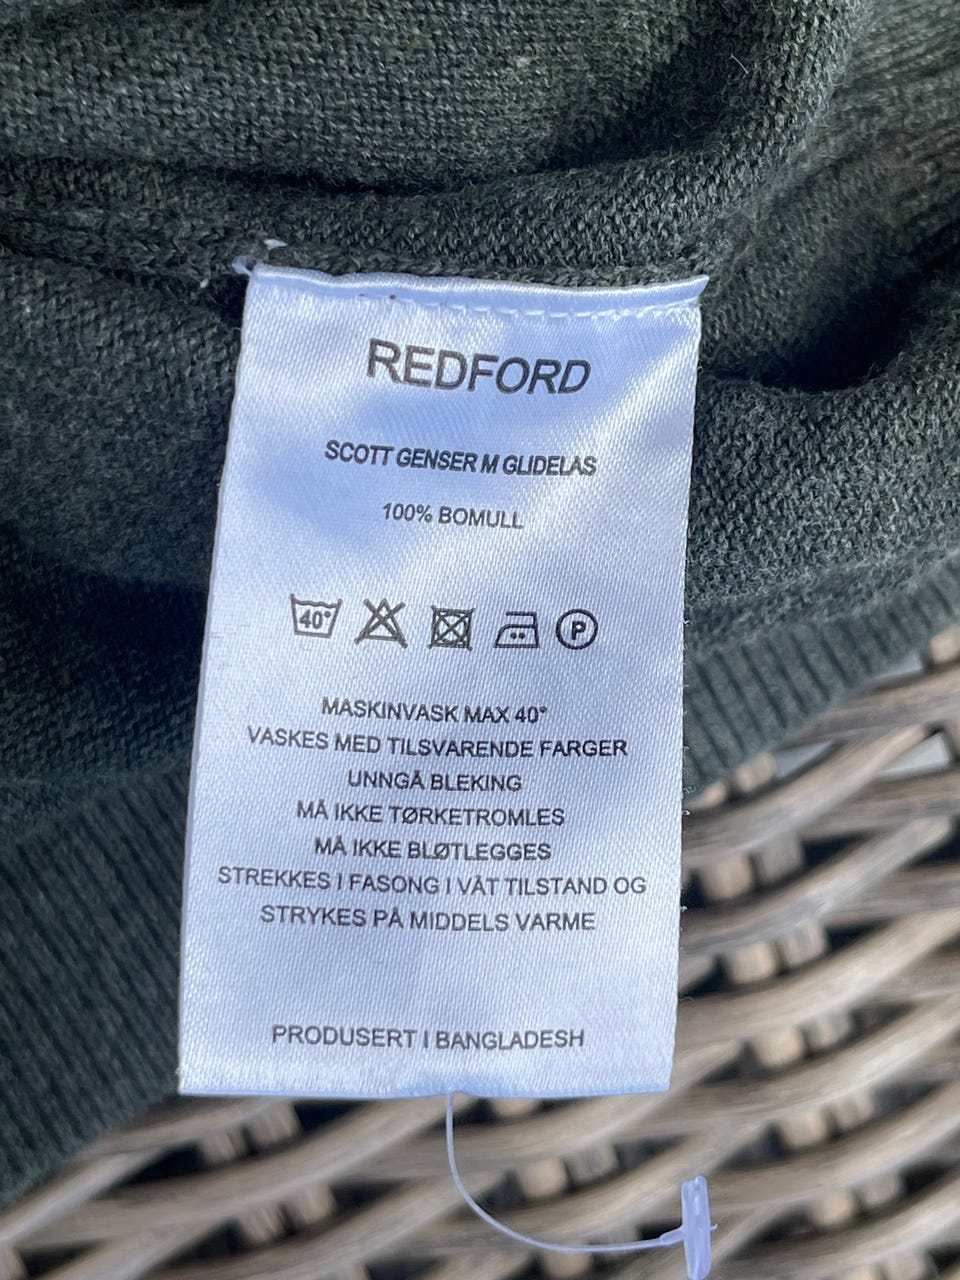 REDFORD
SCOTT GENSER M GLIDELÅS
100% BOMULL
40° P
MASKINVASK MAX 40°
VASKES MED TILSVARENDE FARGER
UNNGÅ BLEKING
MÅ IKKE TØRKETROMLES
MÅ IKKE BLØTLEGGES
STREKKES I FASONG I VÅT TILSTAND OG
STRYKES PÅ MIDDELS VARME
PRODUSERT I BANGLADESH